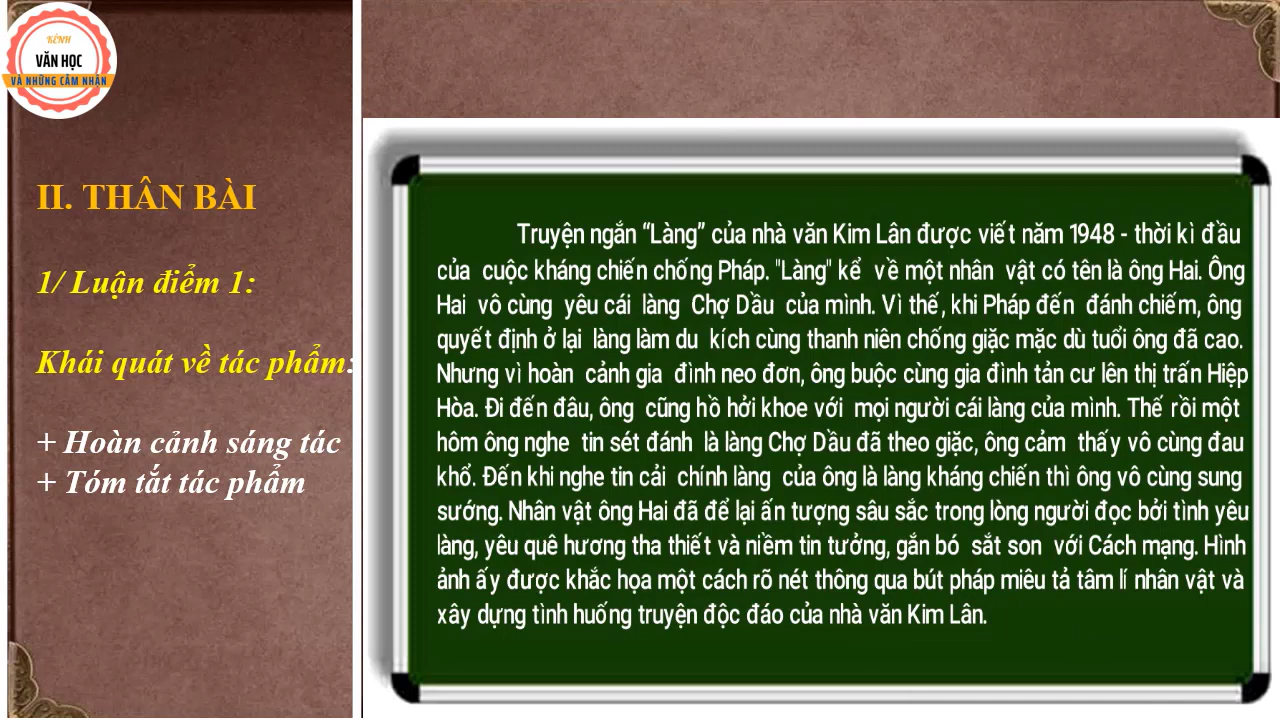 KÊNH
VĂN HỌC
VÀ NHỮNG CẢM NHẬN
II. THÂN BÀI
1/ Luận điểm 1:
Khái quát về tác phẩm:
+ Hoàn cảnh sáng tác
+ Tóm tắt tác phẩm
Truyện ngắn “Làng” của nhà văn Kim Lân được viết năm 1948 - thời kì đầu
của cuộc kháng chiến chống Pháp. "Làng" kể về một nhân vật có tên là ông Hai. Ông
Hai vô cùng yêu cái làng Chợ Dầu của mình. Vì thế, khi Pháp đến đánh chiếm, ông
quyết định ở lại làng làm du kích cùng thanh niên chống giặc mặc dù tuổi ông đã cao.
Nhưng vì hoàn cảnh gia đình neo đơn, ông buộc cùng gia đình tản cư lên thị trấn Hiệp
Hòa. Đi đến đâu, ông cũng hồ hởi khoe với mọi người cái làng của mình. Thế rồi một
hôm ông nghe tin sét đánh là làng Chợ Dầu đã theo giặc, ông cảm thấy vô cùng đau
khổ. Đến khi nghe tin cải chính làng của ông là làng kháng chiến thì ông vô cùng sung
sướng. Nhân vật ông Hai đã để lại ấn tượng sâu sắc trong lòng người đọc bởi tình yêu
làng, yêu quê hương tha thiết và niềm tin tưởng, gắn bó sắt son với Cách mạng. Hình
ảnh ấy được khắc họa một cách rõ nét thông qua bút pháp miêu tả tâm lí nhân vật và
xây dựng tình huống truyện độc đáo của nhà văn Kim Lân.